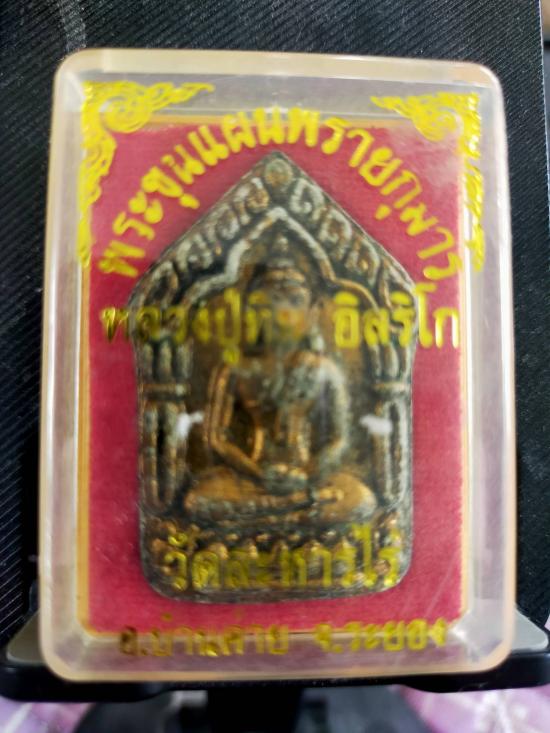 พระขุนแผนพรายกุมาร
หลวงปู่ทิม อิสริโก
วัดละหารไร่
อ.บ้านค่าย จ.ระยอง